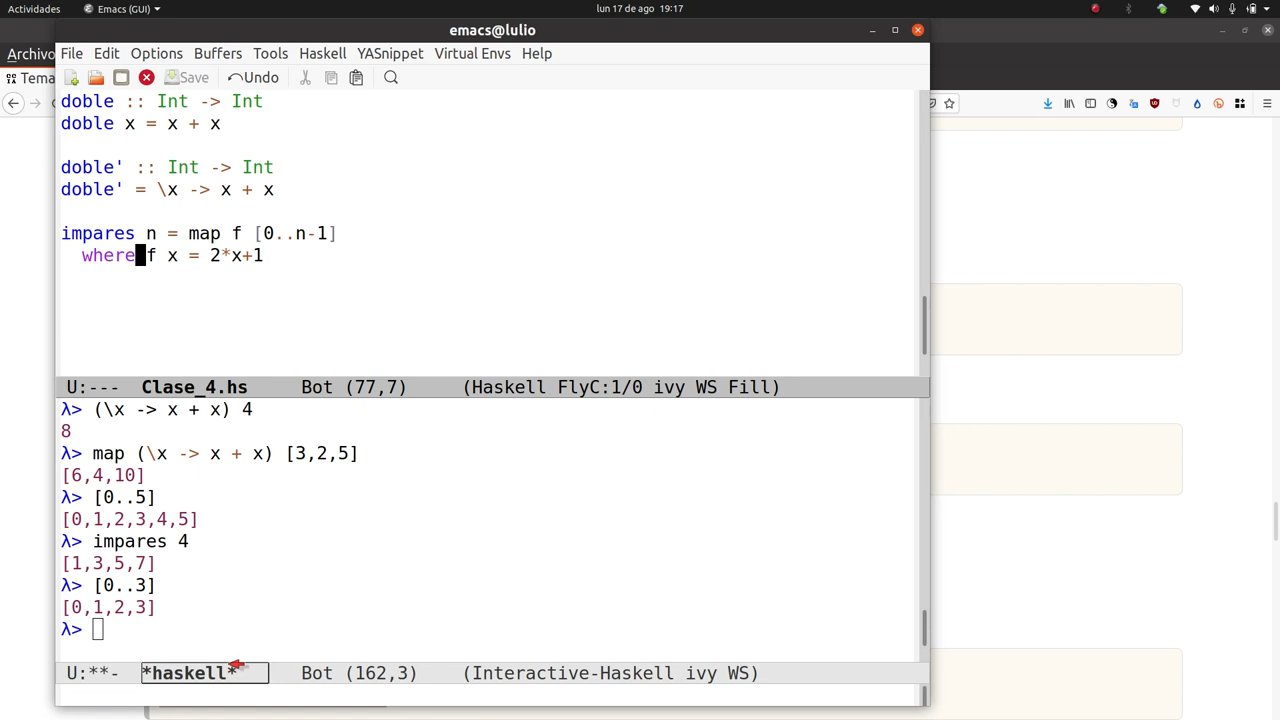 Actividades
Emacs (GUI)
lun 17 de ago 19:17
emacs@lulio
Archivo
Tema
File Edit Options Buffers Tools Haskell YASnippet Virtual Envs Help
Save
Undo
doble :: Int -> Int
doble x = x + x
doble' :: Int -> Int
doble' = \x -> x + x
impares n = map f [0..n-1]
where f x = 2*x+1
U:--- Clase_4.hs Bot (77,7) (Haskell FlyC:1/0 ivy WS Fill)
λ> (\x -> x + x) 4
8
λ> map (\x -> x + x) [3,2,5]
[6,4,10]
λ> [0..5]
[0,1,2,3,4,5]
λ> impares 4
[1,3,5,7]
λ> [0..3]
[0,1,2,3]
λ>
U:**- *haskell* Bot (162,3) (Interactive-Haskell ivy WS)